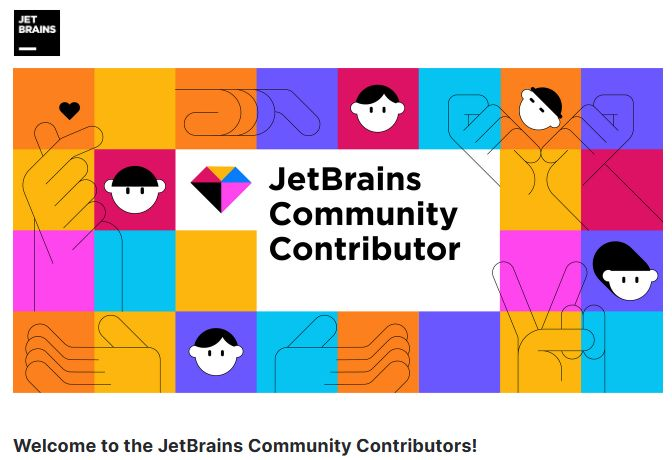 JET
BRAINS
JetBrains
Community
Contributor
Welcome to the JetBrains Community Contributors!